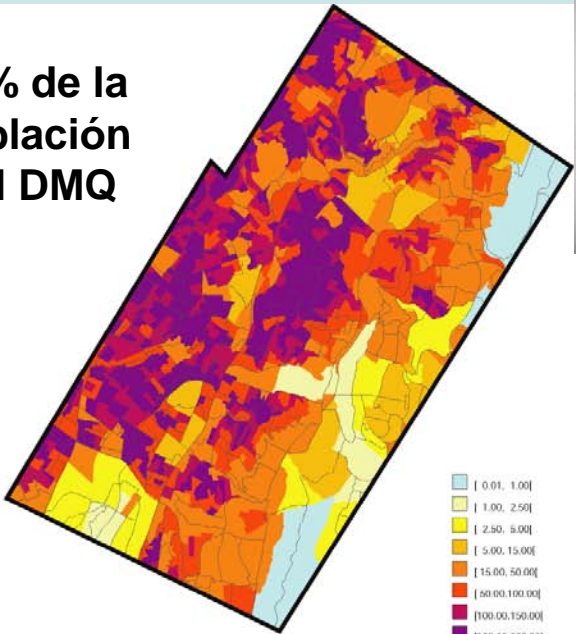 % de la
olación
l DMQ
[ 0.01, 1.00[
[ 1.00, 2.50[
[ 2.50, 5.00[
[ 5.00, 15.00[
[ 15.00, 50.00[
[ 50.00,100.00[
[100.00,150.00[